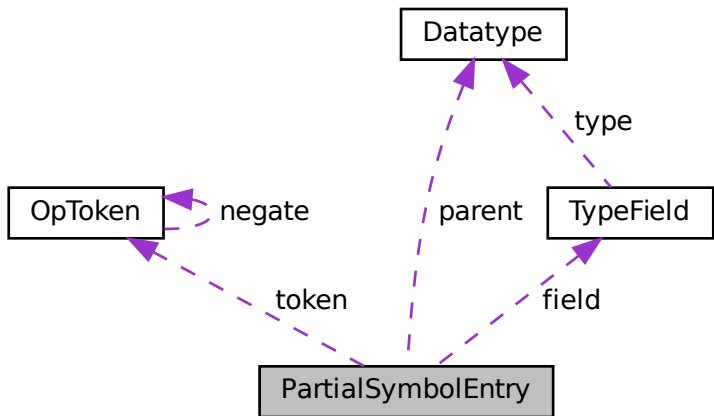 Datatype
type
OpToken
negate
parent
TypeField
token
field
PartialSymbolEntry